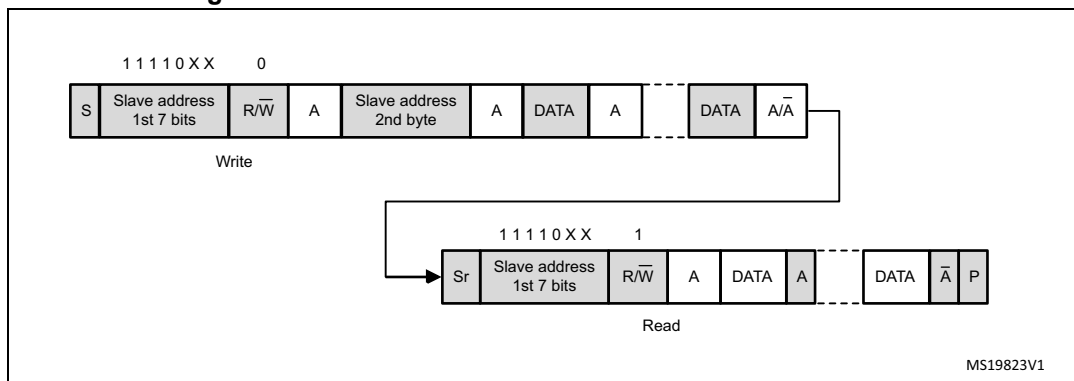 1 1 1 1 0 X X 0
S Slave address 1st 7 bits R/W̅ A Slave address 2nd byte A DATA A DATA A/A̅
Write
1 1 1 1 0 X X 1
Sr Slave address 1st 7 bits R/W̅ A DATA A DATA A̅ P
Read
MS19823V1